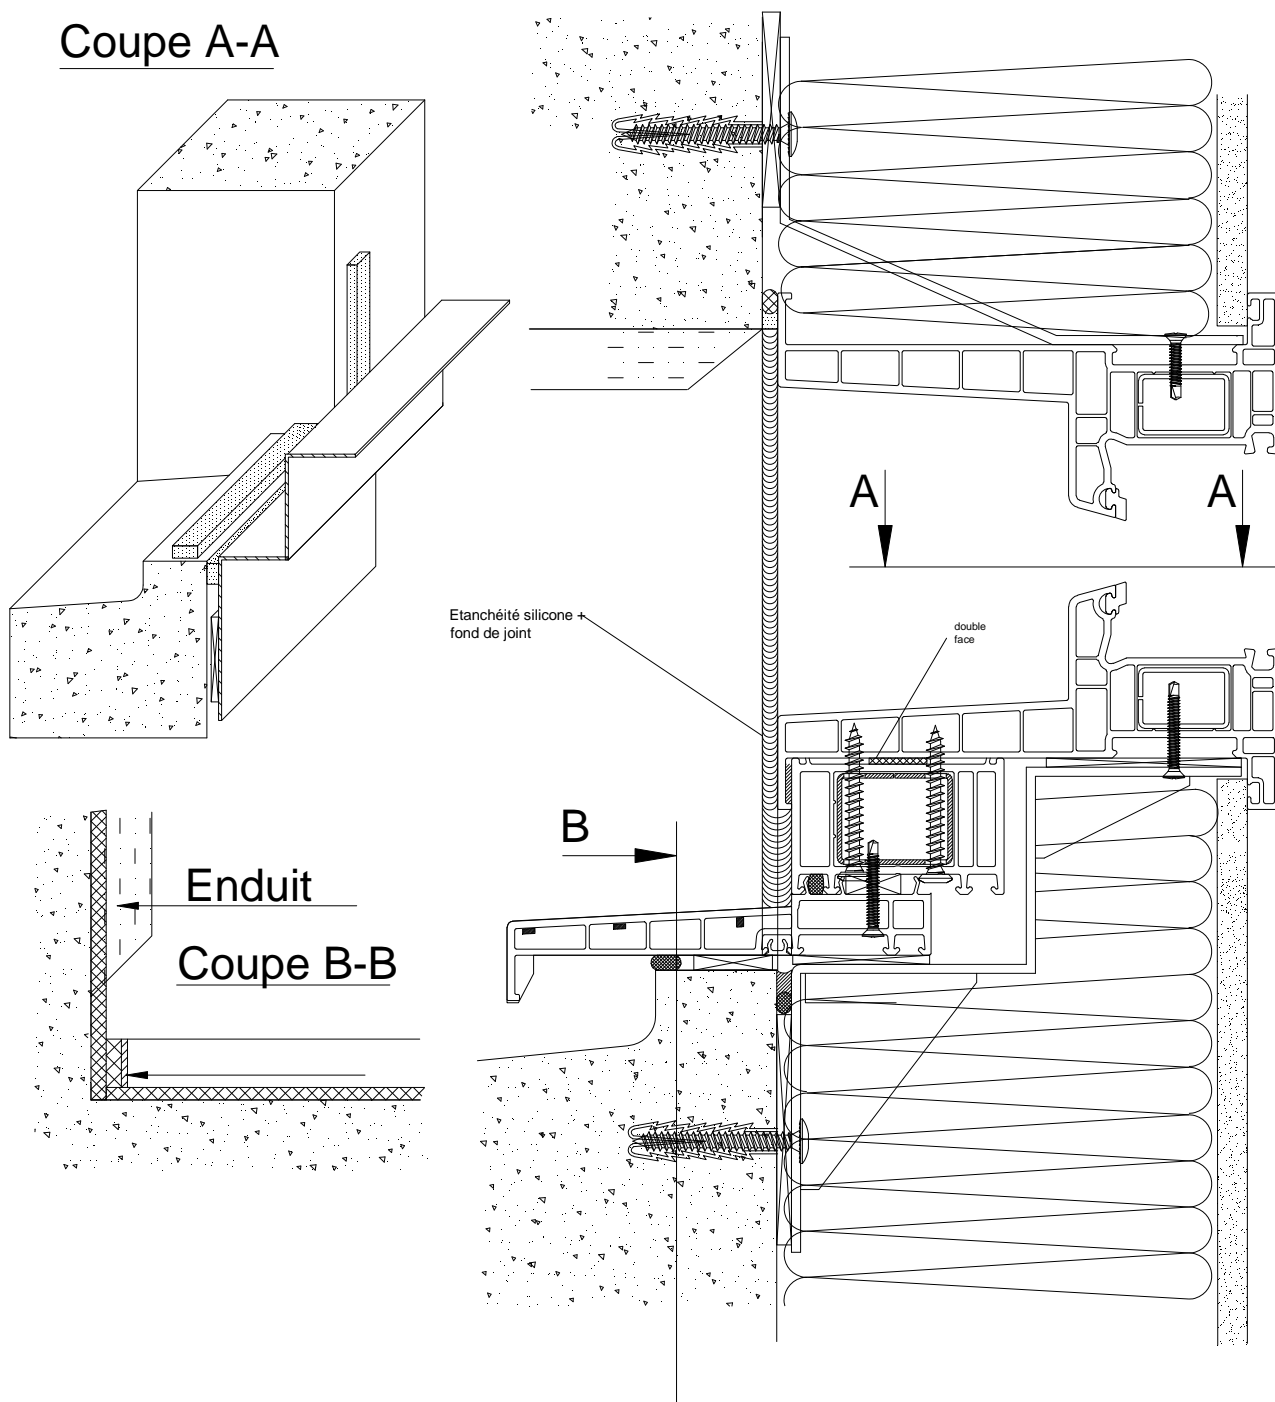 Coupe A-A
A
A
Etanchéité silicone +
fond de joint
double
face
B
Enduit
Coupe B-B